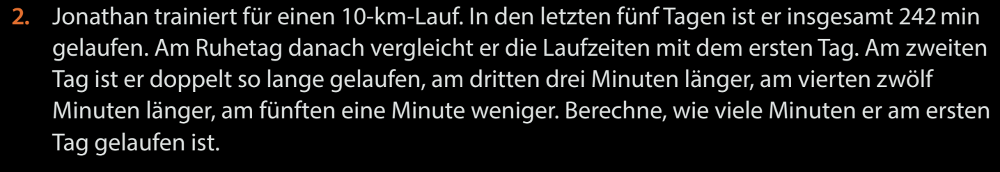 2. Jonathan trainiert für einen 10-km-Lauf. In den letzten fünf Tagen ist er insgesamt 242 min
gelaufen. Am Ruhetag danach vergleicht er die Laufzeiten mit dem ersten Tag. Am zweiten
Tag ist er doppelt so lange gelaufen, am dritten drei Minuten länger, am vierten zwölf
Minuten länger, am fünften eine Minute weniger. Berechne, wie viele Minuten er am ersten
Tag gelaufen ist.